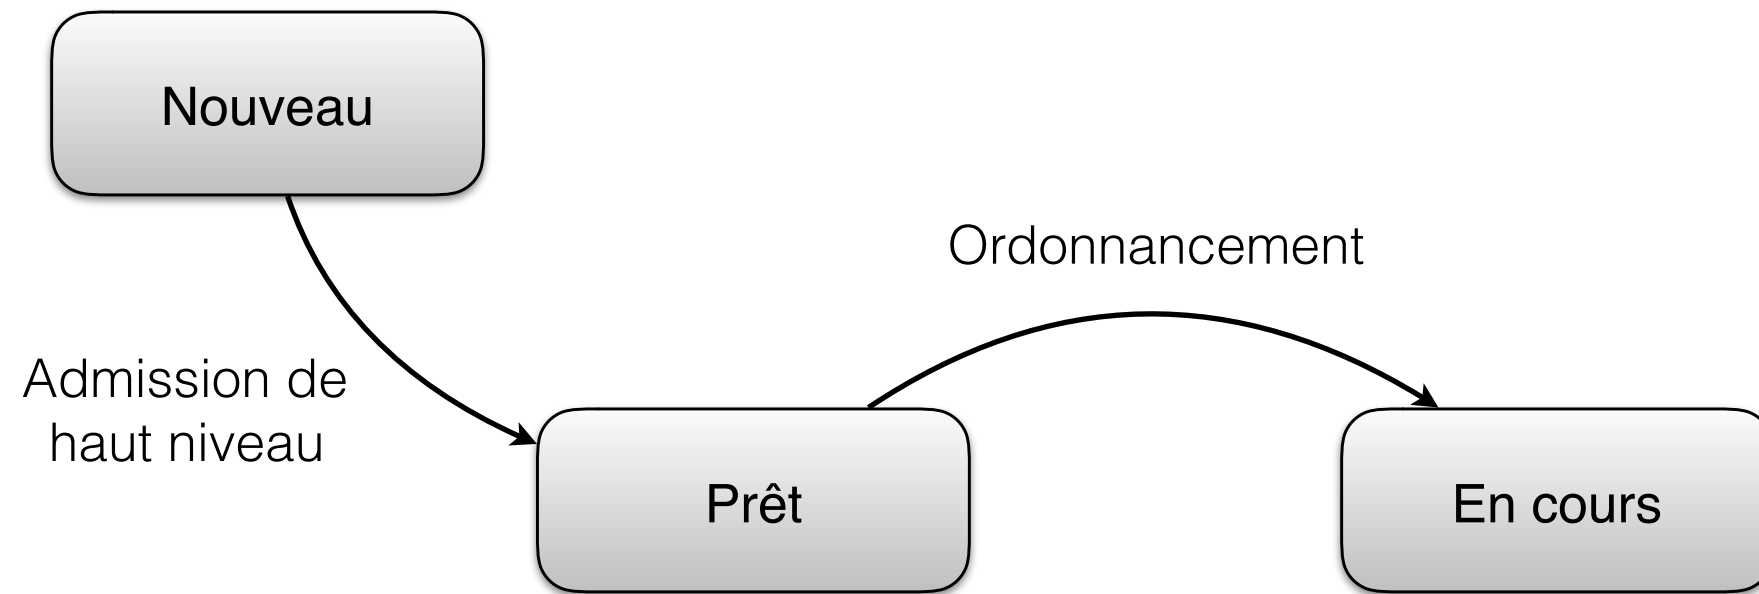 Nouveau
Ordonnancement
Admission de
haut niveau
Prêt
En cours